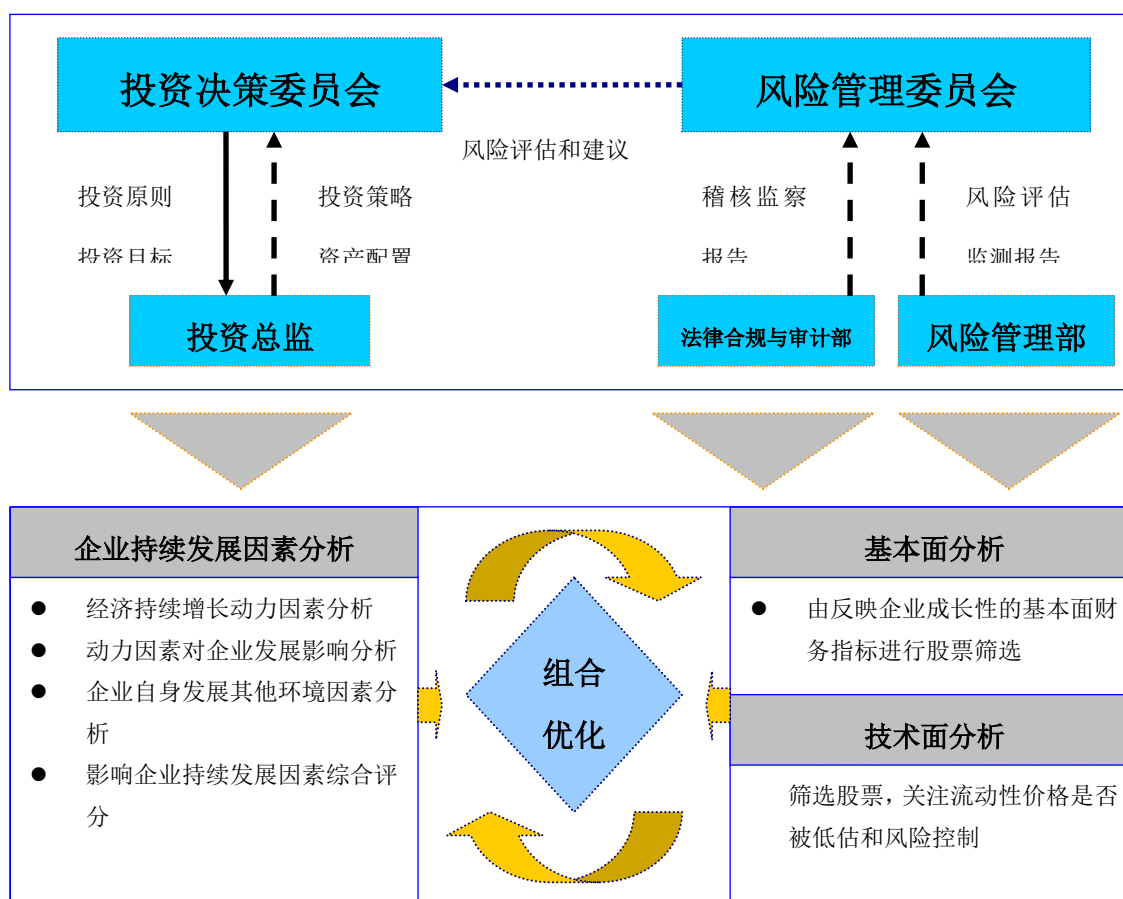 投资决策委员会
风险管理委员会
风险评估和建议
投资原则
投资目标
投资策略
资产配置
稽核监察
报告
风险评估
监测报告
投资总监
法律合规与审计部
风险管理部
企业持续发展因素分析
● 经济持续增长动力因素分析
● 动力因素对企业发展影响分析
● 企业自身发展其他环境因素分
析
● 影响企业持续发展因素综合评
分
组合
优化
基本面分析
● 由反映企业成长性的基本面财
务指标进行股票筛选
技术面分析
筛选股票，关注流动性价格是否
被低估和风险控制